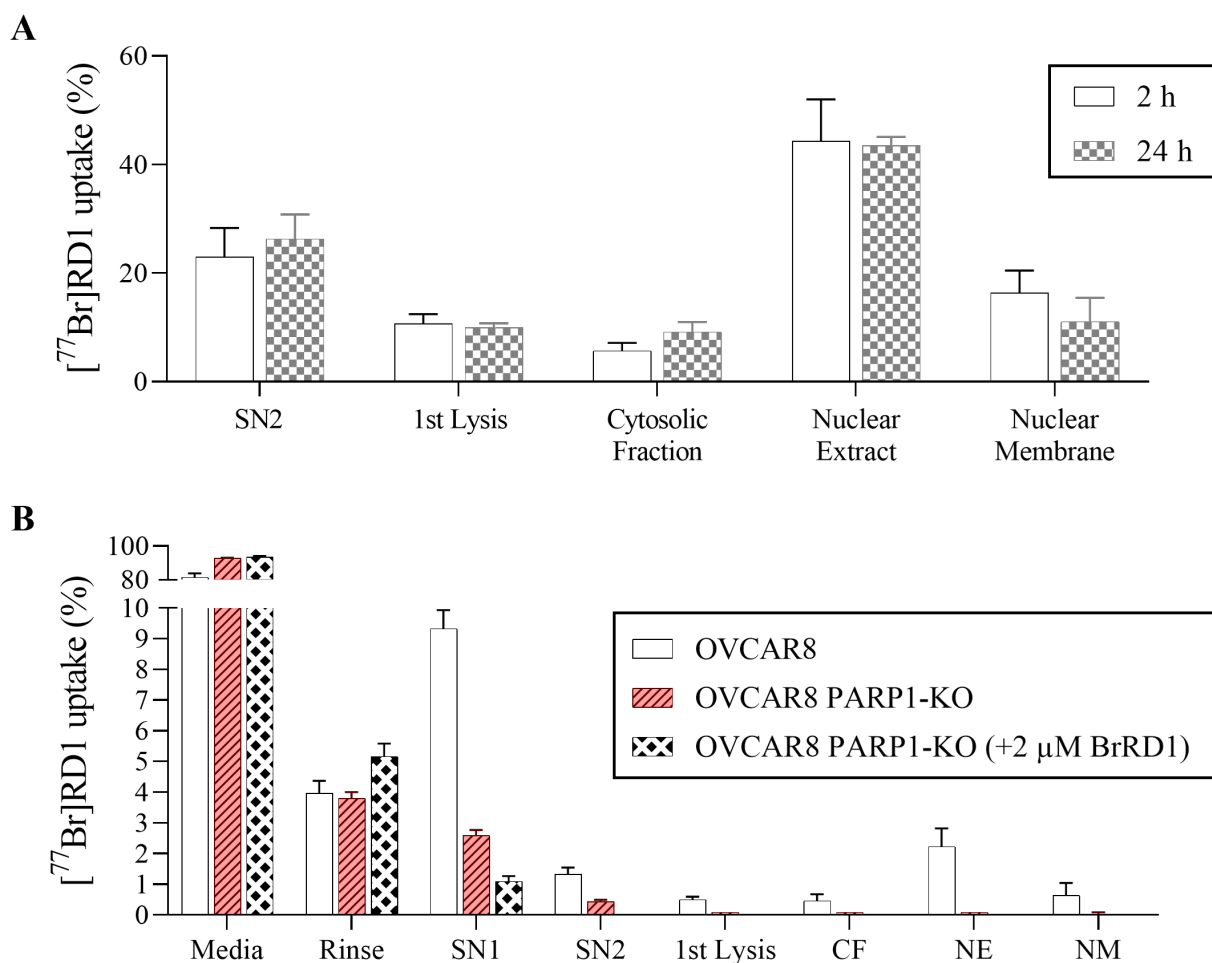 A
[⁷⁷Br]RD1 uptake (%)
60
40
20
0
2 h
24 h
SN2
1st Lysis
Cytosolic
Fraction
Nuclear
Extract
Nuclear
Membrane
B
[⁷⁷Br]RD1 uptake (%)
100
80
10
9
8
7
6
5
4
3
2
1
0
OVCAR8
OVCAR8 PARP1-KO
OVCAR8 PARP1-KO (+2 μM BrRD1)
Media
Rinse
SN1
SN2
1st Lysis
CF
NE
NM